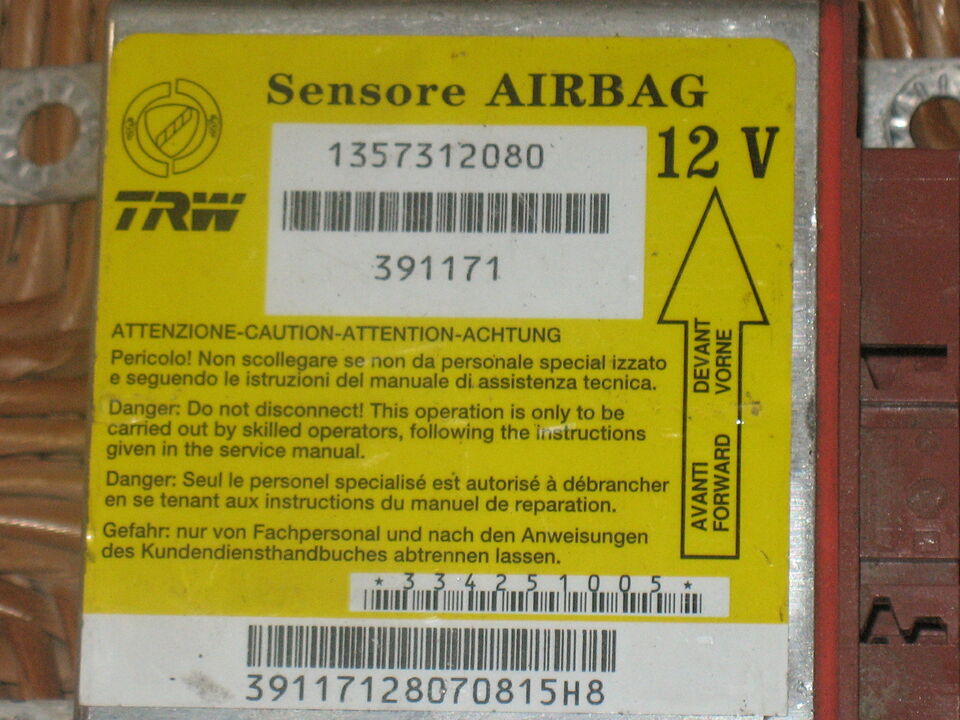 Sensore AIRBAG
12 V
1357312080
TRW
391171
ATTENZIONE-CAUTION-ATTENTION-ACHTUNG
Pericolo! Non scollegare se non da personale special izzato
e seguendo le istruzioni del manuale di assistenza tecnica.
Danger: Do not disconnect! This operation is only to be
carried out by skilled operators, following the instructions
given in the service manual.
Danger: Seul le personel specialisé est autorisé à débrancher
en se tenant aux instructions du manuel de reparation.
Gefahr: nur von Fachpersonal und nach den Anweisungen
des Kundendiensthandbuches abtrennen lassen.
AVANTI DEVANT
FORWARD VORNE
*334251005*
39117128070815H8